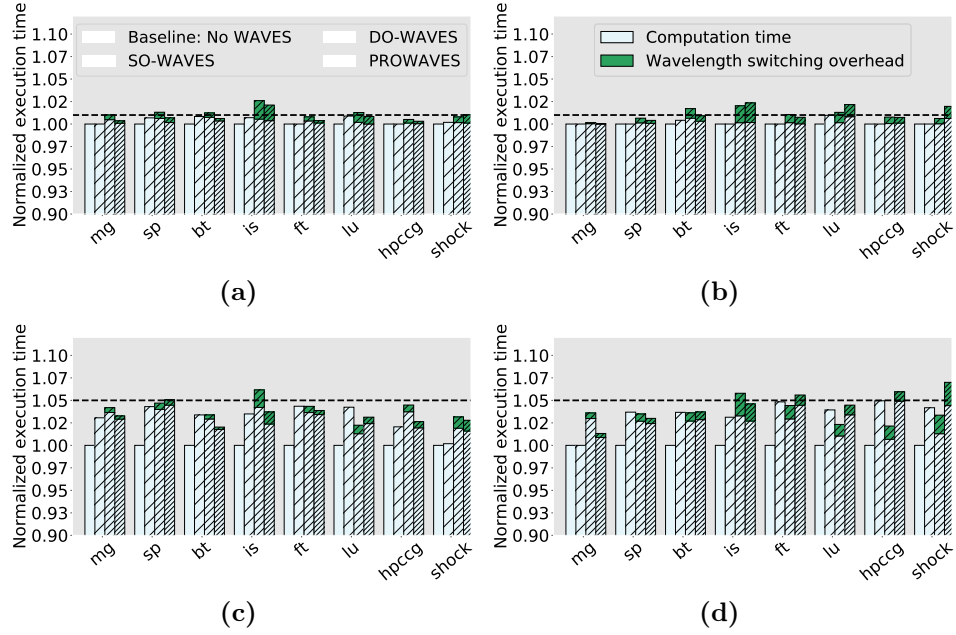 Normalized execution time
1.10
1.07
1.05
1.02
1.00
0.97
0.95
0.93
0.90
Baseline: No WAVES
SO-WAVES
DO-WAVES
PROWAVES
mg sp bt is ft lu hpccg shock
(a)
Normalized execution time
1.10
1.07
1.05
1.02
1.00
0.97
0.95
0.93
0.90
Computation time
Wavelength switching overhead
mg sp bt is ft lu hpccg shock
(b)
Normalized execution time
1.10
1.07
1.05
1.02
1.00
0.97
0.95
0.93
0.90
mg sp bt is ft lu hpccg shock
(c)
Normalized execution time
1.10
1.07
1.05
1.02
1.00
0.97
0.95
0.93
0.90
mg sp bt is ft lu hpccg shock
(d)